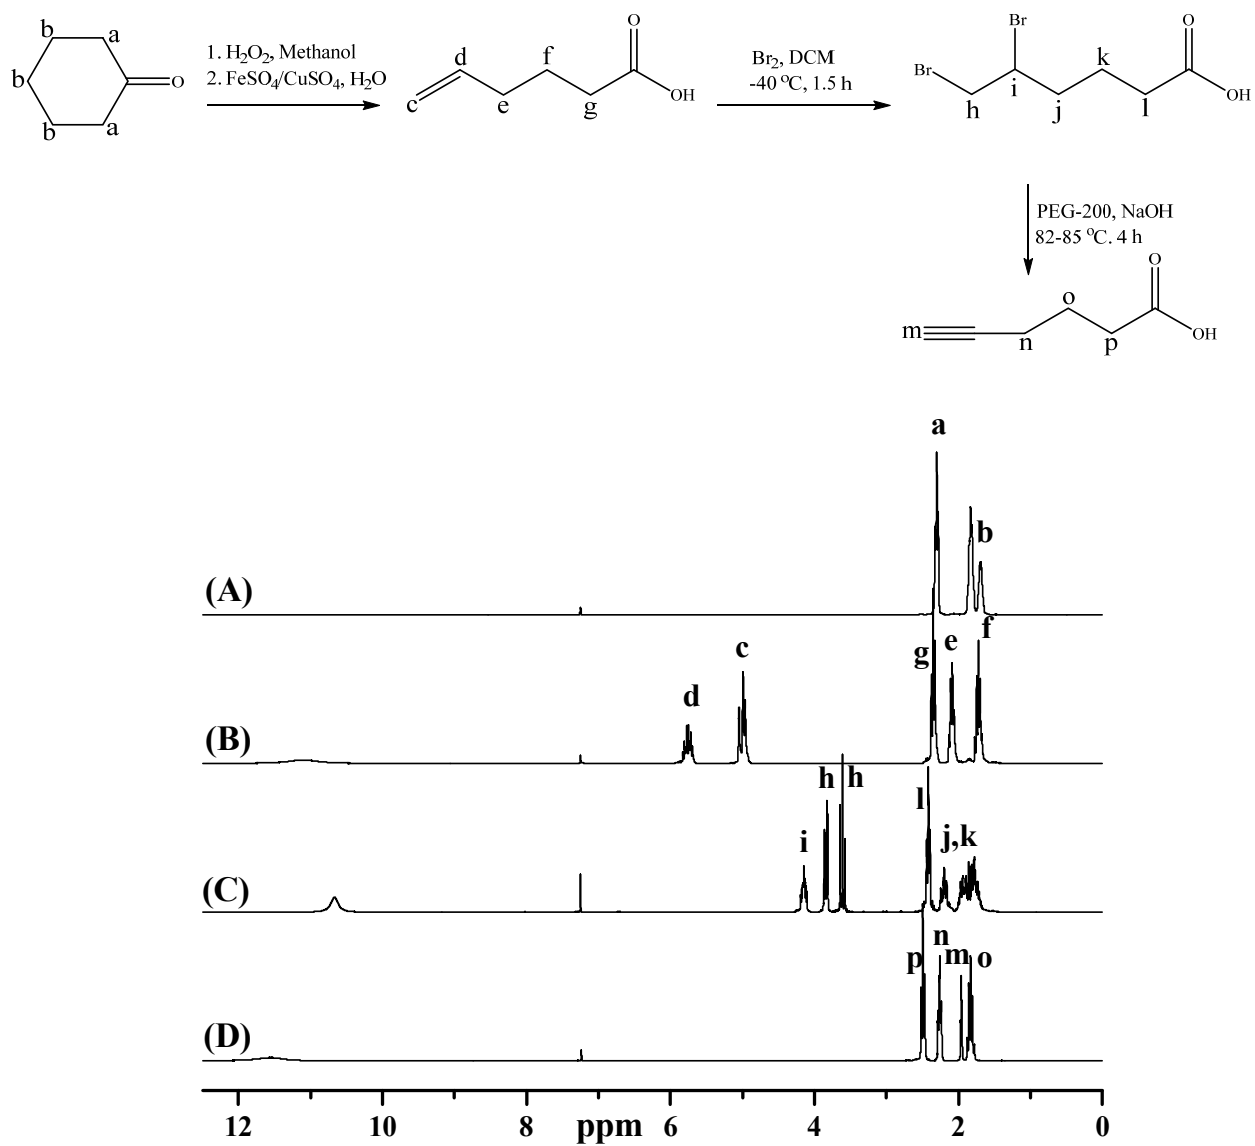 b
a
b
O
b
a
1. H₂O₂, Methanol
2. FeSO₄/CuSO₄, H₂O
O
d
f
c
e
g
OH
Br₂, DCM
-40 °C, 1.5 h
Br
O
k
Br
i
h
j
l
OH
PEG-200, NaOH
82-85 °C. 4 h
O
o
m
n
p
OH
a
b
(A)
c
d
g
e
f
(B)
h
h
i
l
j,k
(C)
p
n
m
o
(D)
12
10
8
ppm
6
4
2
0